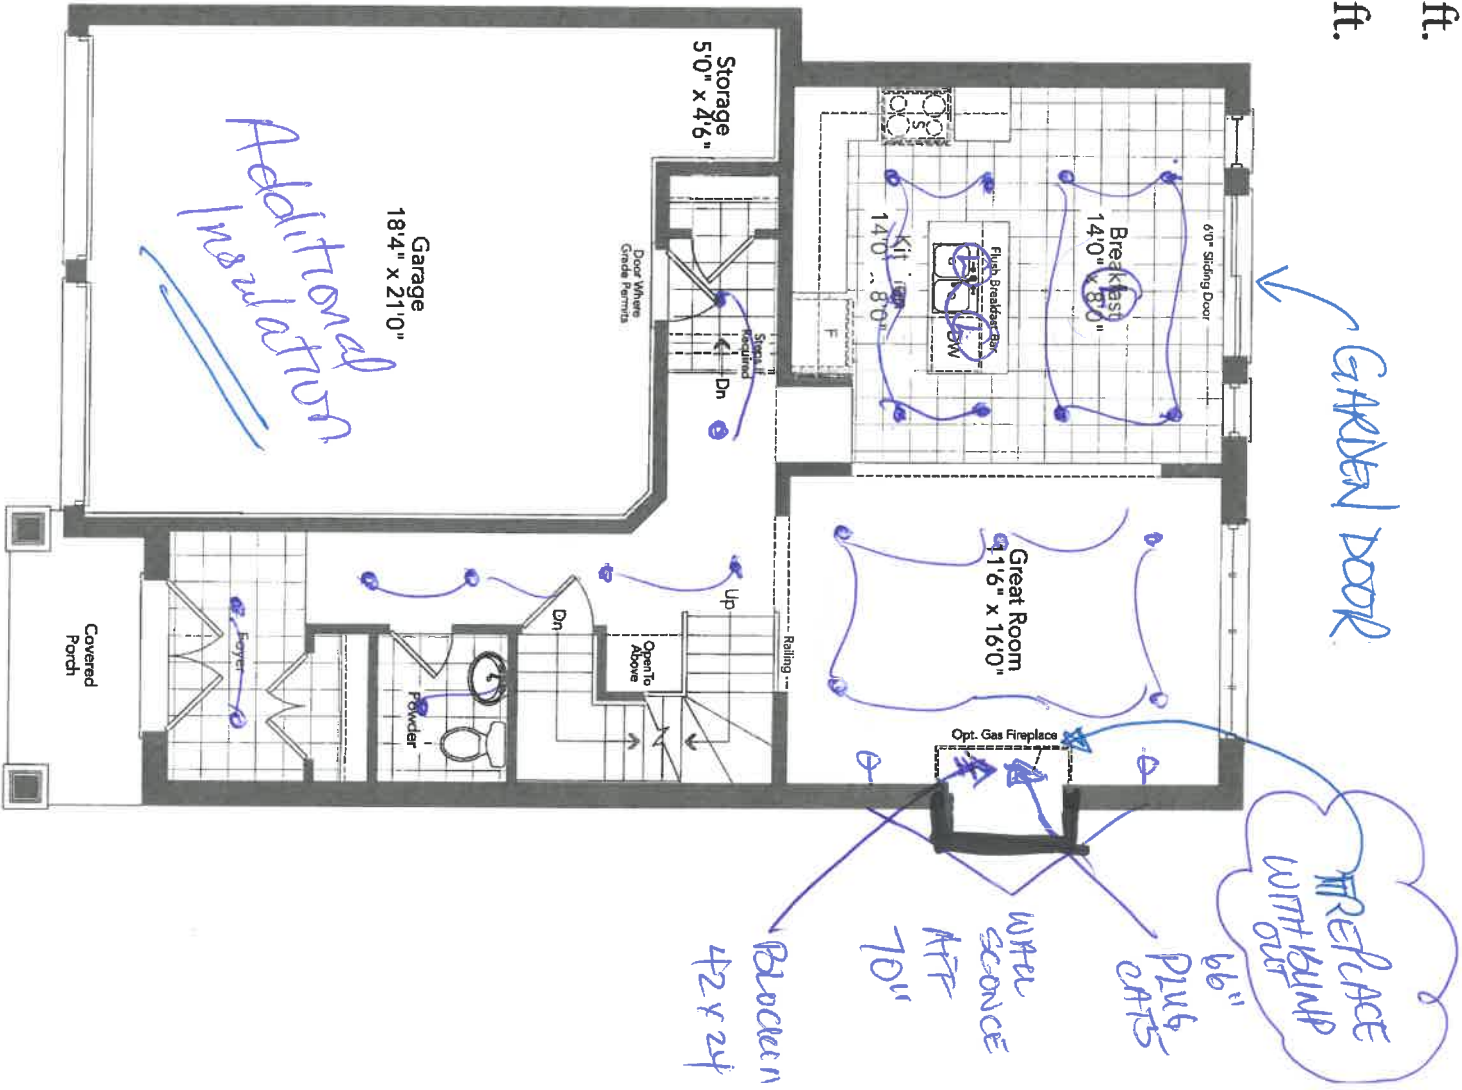 ft.
ft.
GARDEN DOOR
6'0" Sliding Door
Breakfast
14'0" x 8'0"
Flush Breakfast Bar
DW
14'0" x 8'0"
S
F
Storage
5'0" x 4'6"
Garage
18'4" x 21'0"
Additional
Insulation
Door Where
Grade Permits
Steps If
Required
Dn
Great Room
11'6" x 16'0"
Opt. Gas Fireplace
Railing
Up
Open To
Above
Dn
Powder
Foyer
Covered
Porch
FIREPLACE
WITH BUMP
OUT
66"
PLUG
CAT5
WALL
SCONCE
AFF
70"
42 x 24